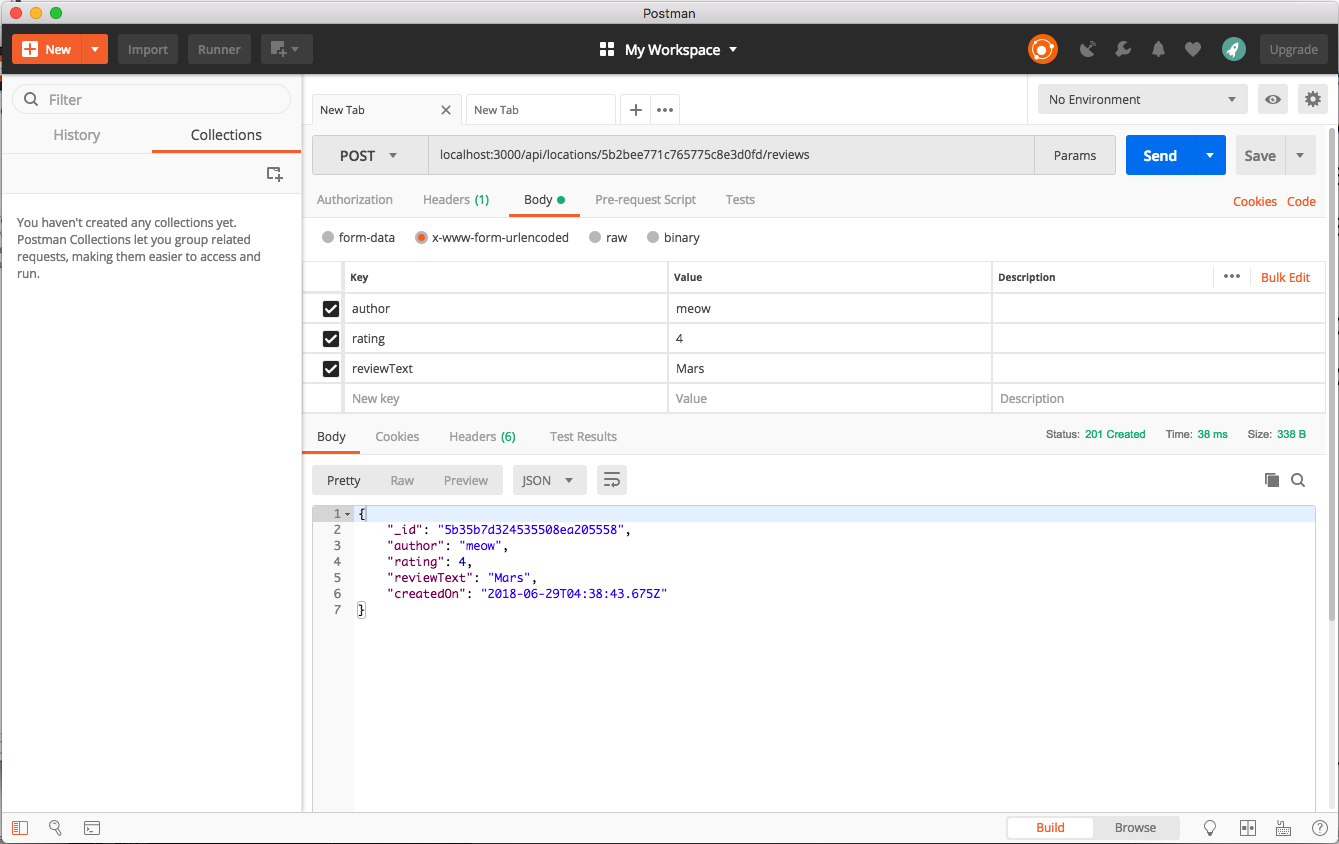 Postman
New Import Runner My Workspace Upgrade
Filter
History Collections
You haven't created any collections yet.
Postman Collections let you group related
requests, making them easier to access and
run.
New Tab New Tab No Environment
POST localhost:3000/api/locations/5b2bee771c765775c8e3d0fd/reviews Params Send Save
Authorization Headers (1) Body Pre-request Script Tests Cookies Code
form-data x-www-form-urlencoded raw binary
Key Value Description Bulk Edit
author meow
rating 4
reviewText Mars
New key Value Description
Body Cookies Headers (6) Test Results Status: 201 Created Time: 38 ms Size: 338 B
Pretty Raw Preview JSON
1 {
2 "_id": "5b35b7d324535508ea205558",
3 "author": "meow",
4 "rating": 4,
5 "reviewText": "Mars",
6 "createdOn": "2018-06-29T04:38:43.675Z"
7 }
Build Browse